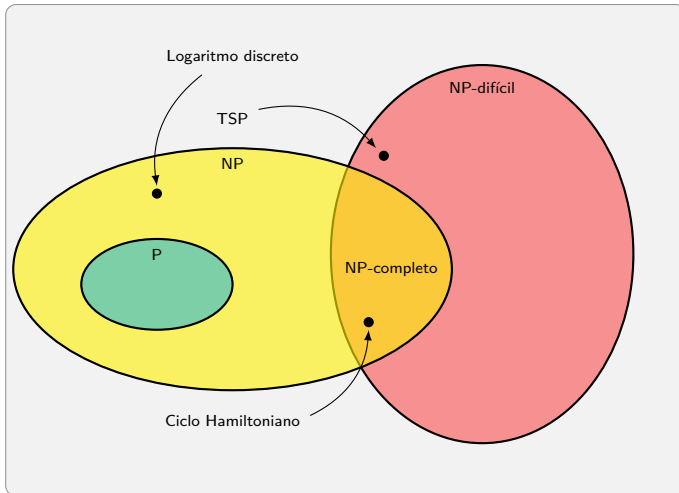 Logaritmo discreto
NP-difícil
TSP
NP
P
NP-completo
Ciclo Hamiltoniano